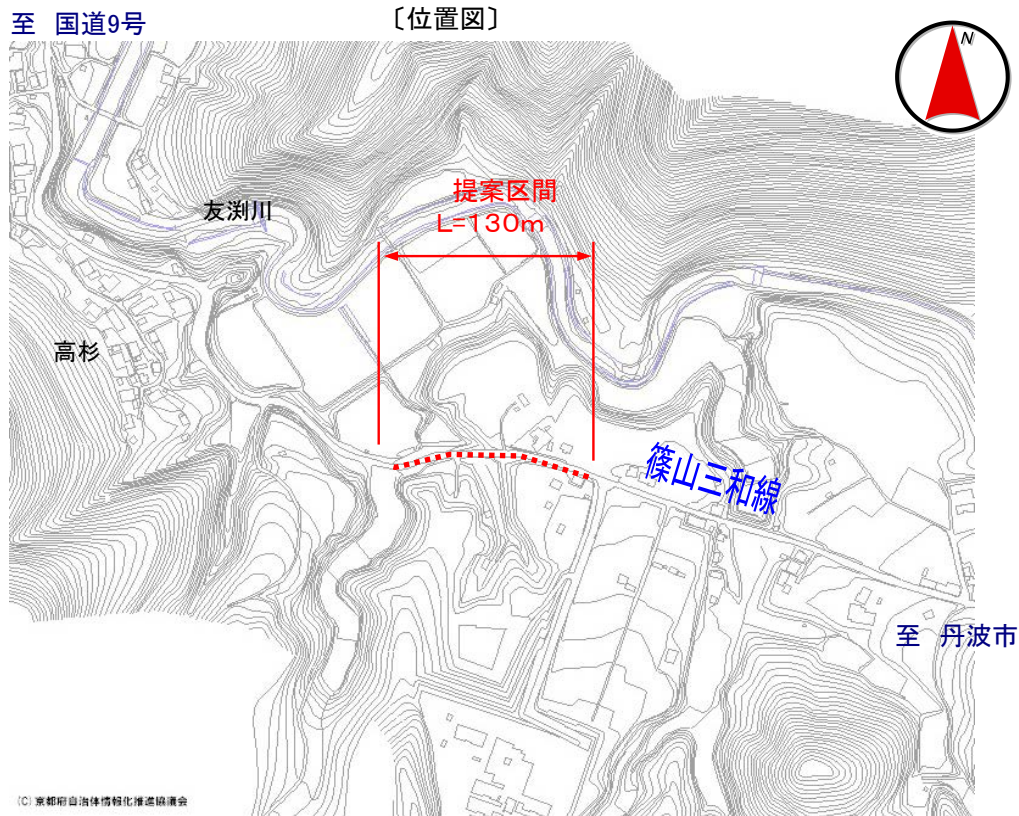 至 国道9号
〔位置図〕
N
提案区間
L=130m
友渕川
高杉
篠山三和線
至 丹波市
(C) 京都府自治体情報化推進協議会